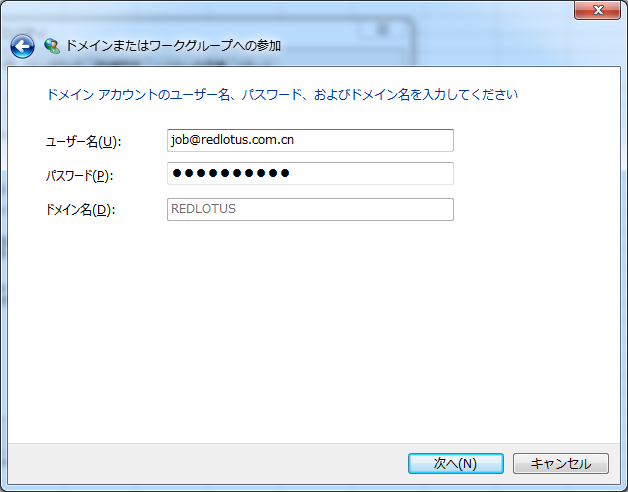 ドメインまたはワークグループへの参加
ドメイン アカウントのユーザー名、パスワード、およびドメイン名を入力してください
ユーザー名(U): job@redlotus.com.cn
パスワード(P): ●●●●●●●●●●
ドメイン名(D): REDLOTUS
次へ(N) キャンセル